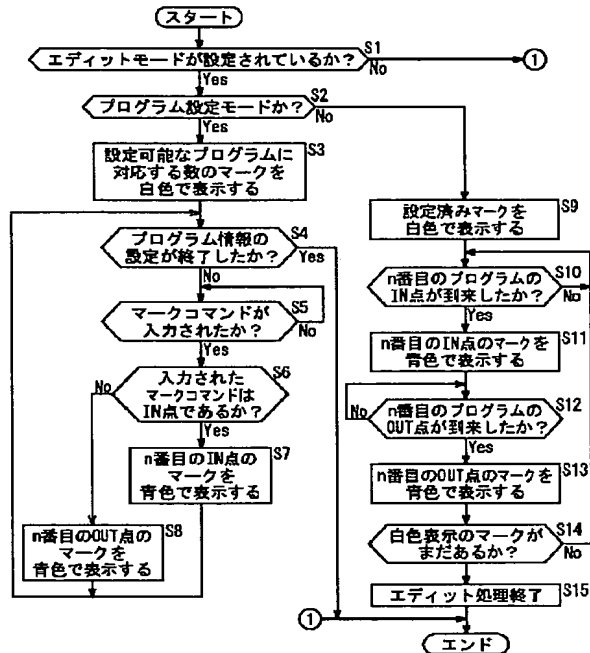 スタート
エディットモードが設定されているか?
S1
No
①
Yes
プログラム設定モードか?
S2
No
Yes
設定可能なプログラムに
対応する数のマークを
白色で表示する
S3
プログラム情報の
設定が終了したか?
S4
Yes
No
マークコマンドが
入力されたか?
S5
No
Yes
入力された
マークコマンドは
IN点であるか?
S6
No
Yes
n番目のIN点の
マークを
青色で表示する
S7
n番目のOUT点の
マークを
青色で表示する
S8
設定済みマークを
白色で表示する
S9
n番目のプログラムの
IN点が到来したか?
S10
No
Yes
n番目のIN点のマークを
青色で表示する
S11
n番目のプログラムの
OUT点が到来したか?
S12
No
Yes
n番目のOUT点のマークを
青色で表示する
S13
白色表示のマークが
まだあるか?
S14
No
エディット処理終了
S15
①
エンド